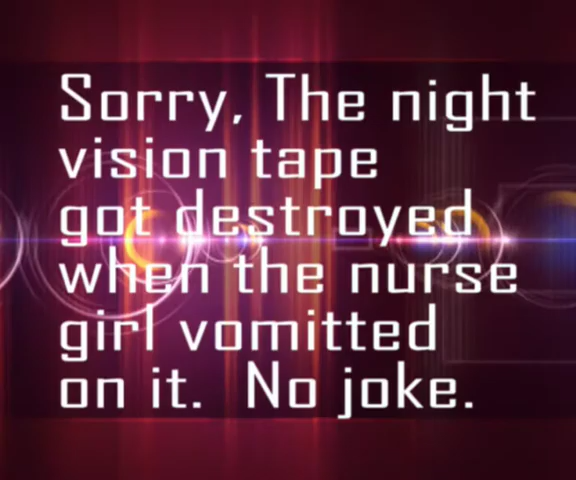 Sorry, The night
vision tape
got destroyed
when the nurse
girl vomitted
on it. No joke.